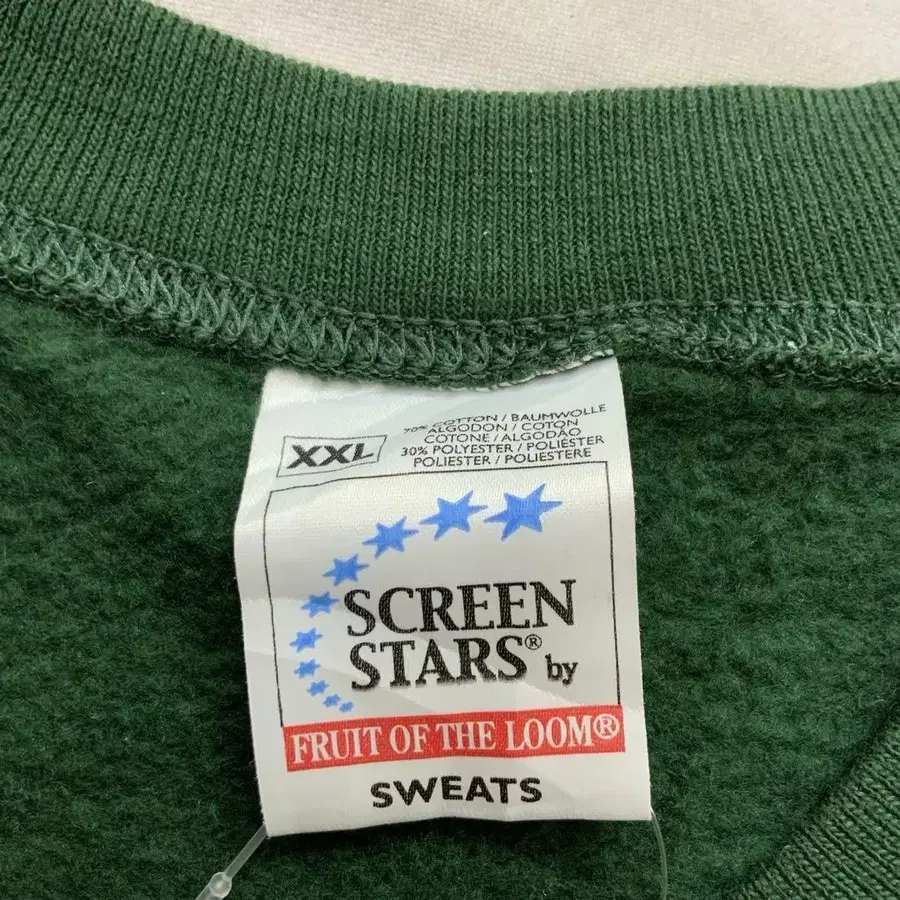 XXL
70% COTTON / BAUMWOLLE
ALGODON / COTON
COTONE / ALGODÃO
30% POLYESTER / POLIÉSTER
POLIESTER / POLIESTERE
SCREEN
STARS® by
FRUIT OF THE LOOM®
SWEATS